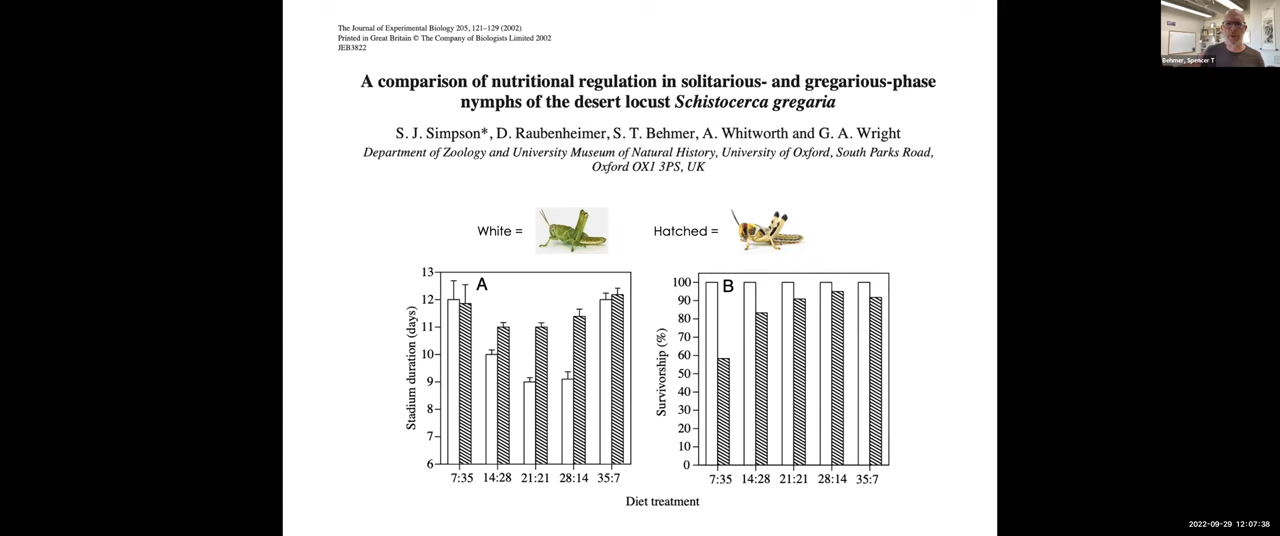 The Journal of Experimental Biology 205, 121–129 (2002)
Printed in Great Britain © The Company of Biologists Limited 2002
JEB3822
Behmer, Spencer T
A comparison of nutritional regulation in solitarious- and gregarious-phase
nymphs of the desert locust Schistocerca gregaria
S. J. Simpson*, D. Raubenheimer, S. T. Behmer, A. Whitworth and G. A. Wright
Department of Zoology and University Museum of Natural History, University of Oxford, South Parks Road,
Oxford OX1 3PS, UK
White =
Hatched =
A
13
12
11
10
9
8
7
6
Stadium duration (days)
7:35 14:28 21:21 28:14 35:7
B
100
90
80
70
60
50
40
30
20
10
0
Survivorship (%)
7:35 14:28 21:21 28:14 35:7
Diet treatment
2022-09-29 12:07:38